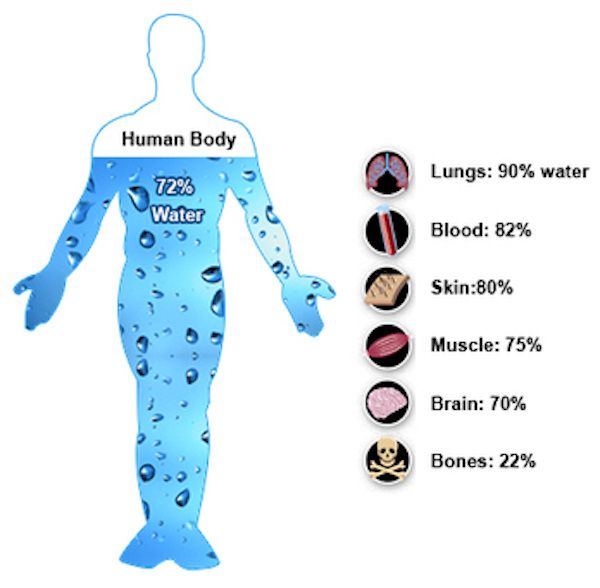 Human Body
72%
Water
Lungs: 90% water
Blood: 82%
Skin:80%
Muscle: 75%
Brain: 70%
Bones: 22%